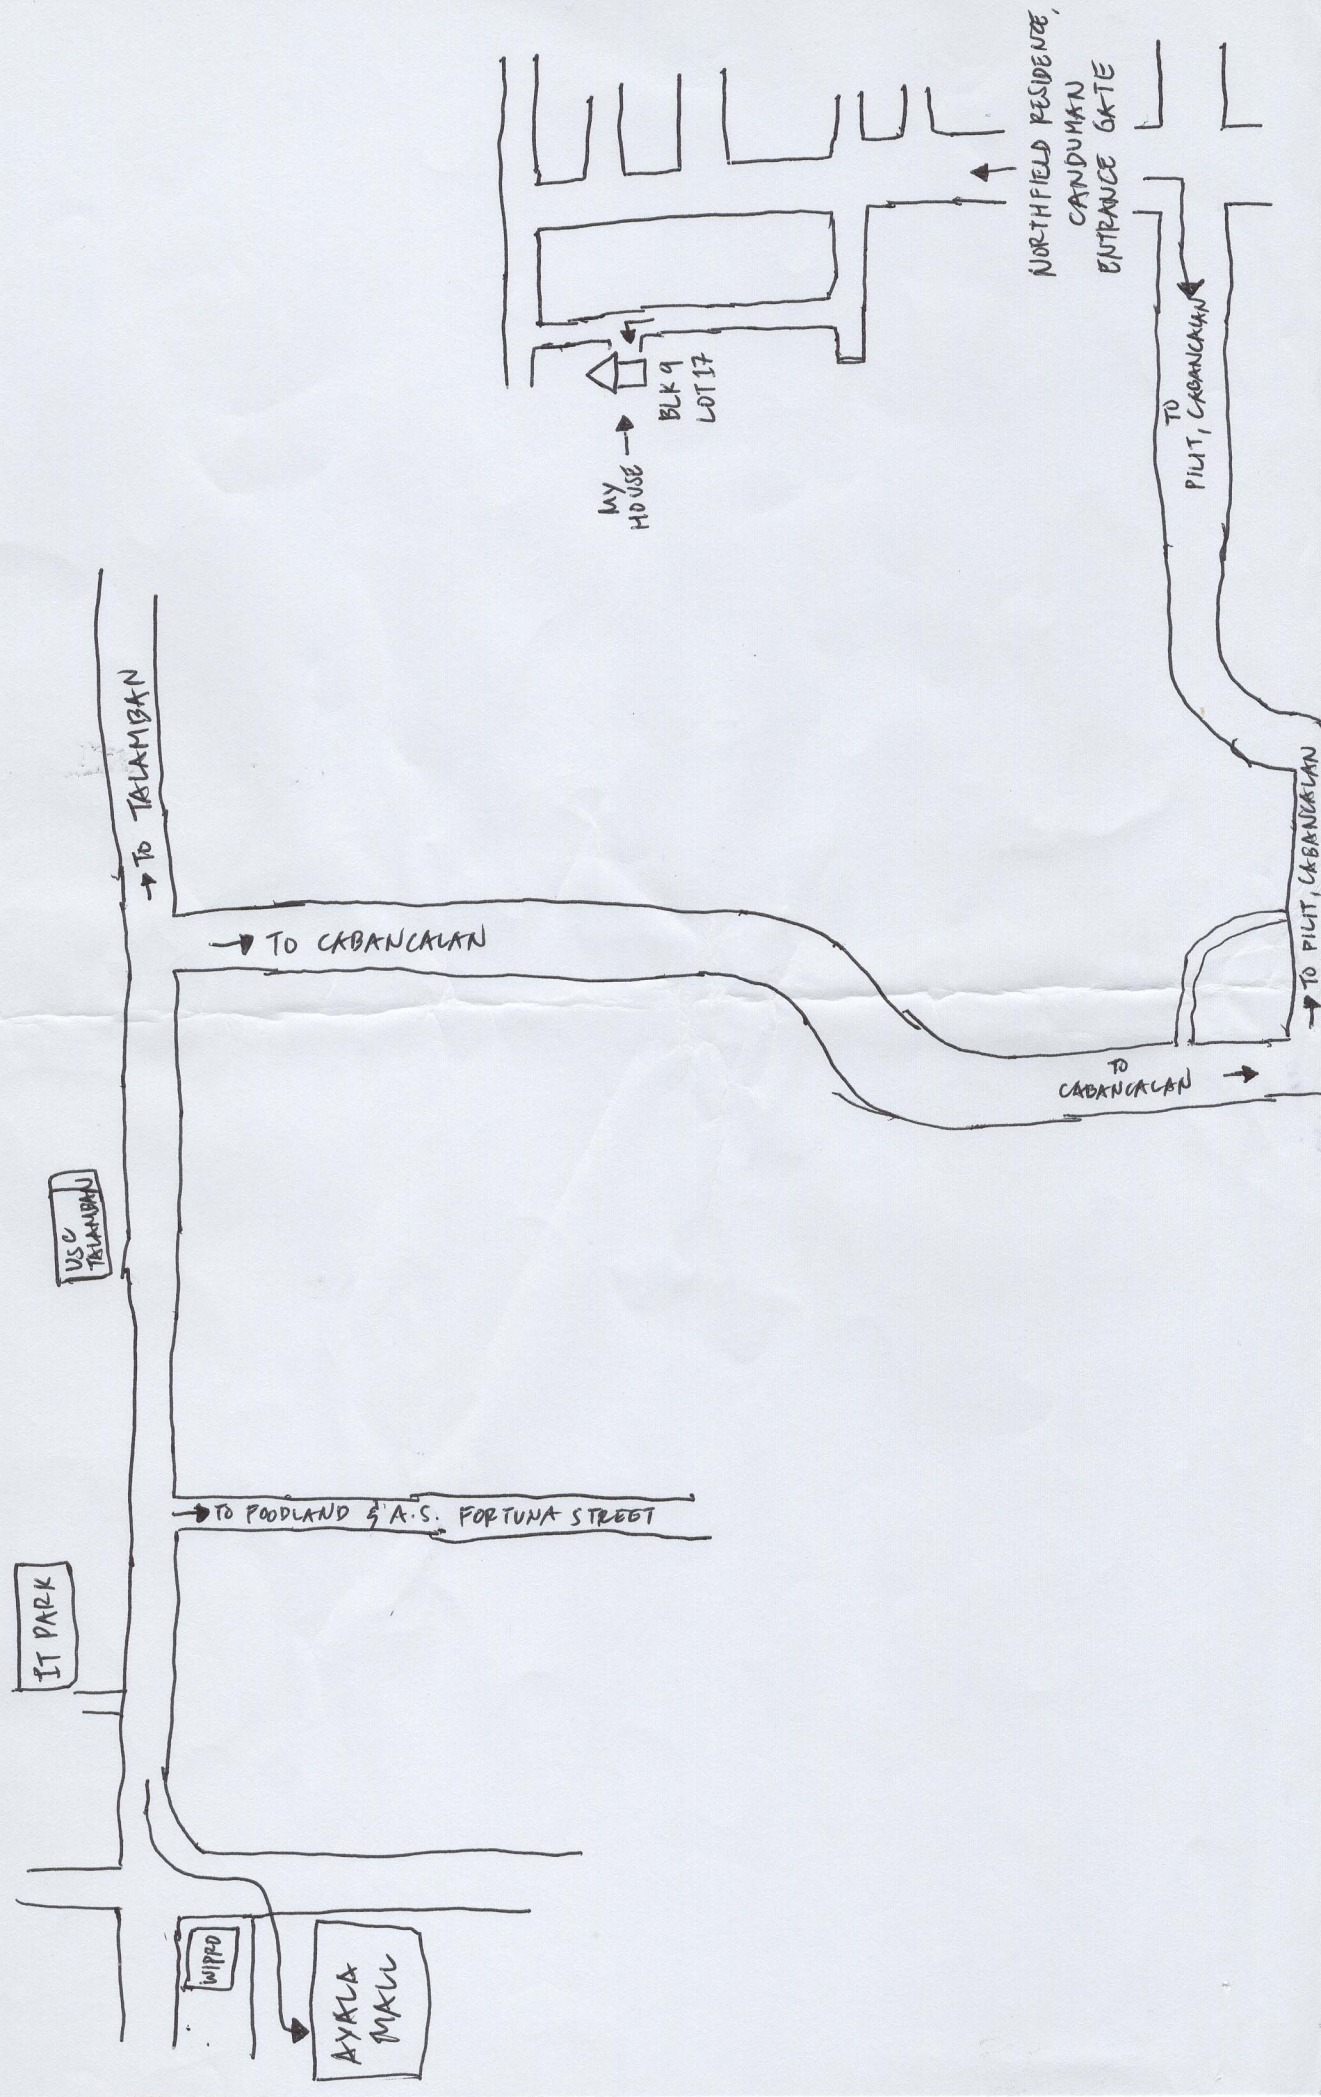 AYALA
MALL
WIPRO
IT PARK
TO FOODLAND & A.S. FORTUNA STREET
USC
TALAMBAN
TO TALAMBAN
TO CABANCALAN
TO
CABANCALAN
TO PILIT, CABANCALAN
TO
PILIT, CABANCALAN
NORTHFIELD RESIDENCE,
CANDUMAN
ENTRANCE GATE
MY
HOUSE
BLK 9
LOT 17